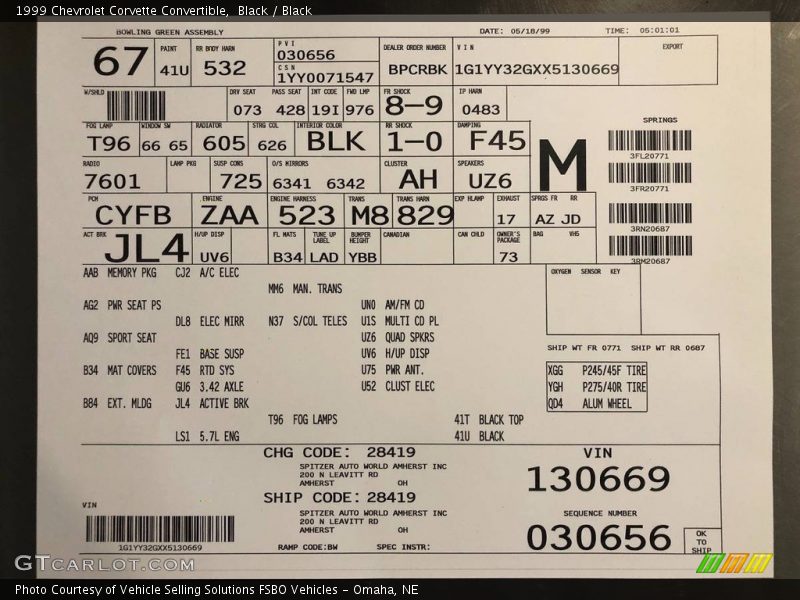 1999 Chevrolet Corvette Convertible,  Black / Black
BOWLING GREEN ASSEMBLY DATE: 05/18/99 TIME: 05:01:01
67 PAINT 41U RR BODY HARN 532 PVI 030656 CSN 1YY0071547 DEALER ORDER NUMBER BPCRBK VIN 1G1YY32GXX5130669 EXPORT
W/SHLD DRV SEAT 073 PASS SEAT 428 INT CODE 19I FWD LMP 976 FR SHOCK 8-9 IP HARN 0483
FOG LAMP T96 WINDOW SW 66 65 RADIATOR 605 STRG COL 626 INTERIOR COLOR BLK RR SHOCK 1-0 DAMPING F45 M
RADIO 7601 LAMP PKG SUSP CONS 725 O/S MIRRORS 6341 6342 CLUSTER AH SPEAKERS UZ6
PCM CYFB ENGINE ZAA ENGINE HARNESS 523 TRANS M8 TRANS HARN 829 EXP HLAMP EXHAUST 17 SPRGS FR RR AZ JD
ACT BRK JL4 H/UP DISP UV6 FL MATS B34 TUNE UP LABEL LAD BUMPER HEIGHT YBB CANADIAN CAN CHLD OWNER'S PACKAGE 73 BAG VHS
SPRINGS
3FL20771
3FR20771
3RN20687
3RM20687
AAB MEMORY PKG CJ2 A/C ELEC
MM6 MAN. TRANS
AG2 PWR SEAT PS UN0 AM/FM CD
DL8 ELEC MIRR N37 S/COL TELES U1S MULTI CD PL
AQ9 SPORT SEAT UZ6 QUAD SPKRS
FE1 BASE SUSP UV6 H/UP DISP
B34 MAT COVERS F45 RTD SYS U75 PWR ANT.
GU6 3.42 AXLE U52 CLUST ELEC
B84 EXT. MLDG JL4 ACTIVE BRK
T96 FOG LAMPS 41T BLACK TOP
LS1 5.7L ENG 41U BLACK
OXYGEN SENSOR KEY
SHIP WT FR 0771 SHIP WT RR 0687
XGG P245/45F TIRE
YGH P275/40R TIRE
QD4 ALUM WHEEL
CHG CODE: 28419
SPITZER AUTO WORLD AMHERST INC
200 N LEAVITT RD
AMHERST OH
SHIP CODE: 28419
SPITZER AUTO WORLD AMHERST INC
200 N LEAVITT RD
AMHERST OH
RAMP CODE:BW SPEC INSTR:
VIN
130669
SEQUENCE NUMBER
030656
OK
TO
SHIP
VIN
1G1YY32GXX5130669
GTcarlot.com
Photo Courtesy of Vehicle Selling Solutions FSBO Vehicles - Omaha, NE